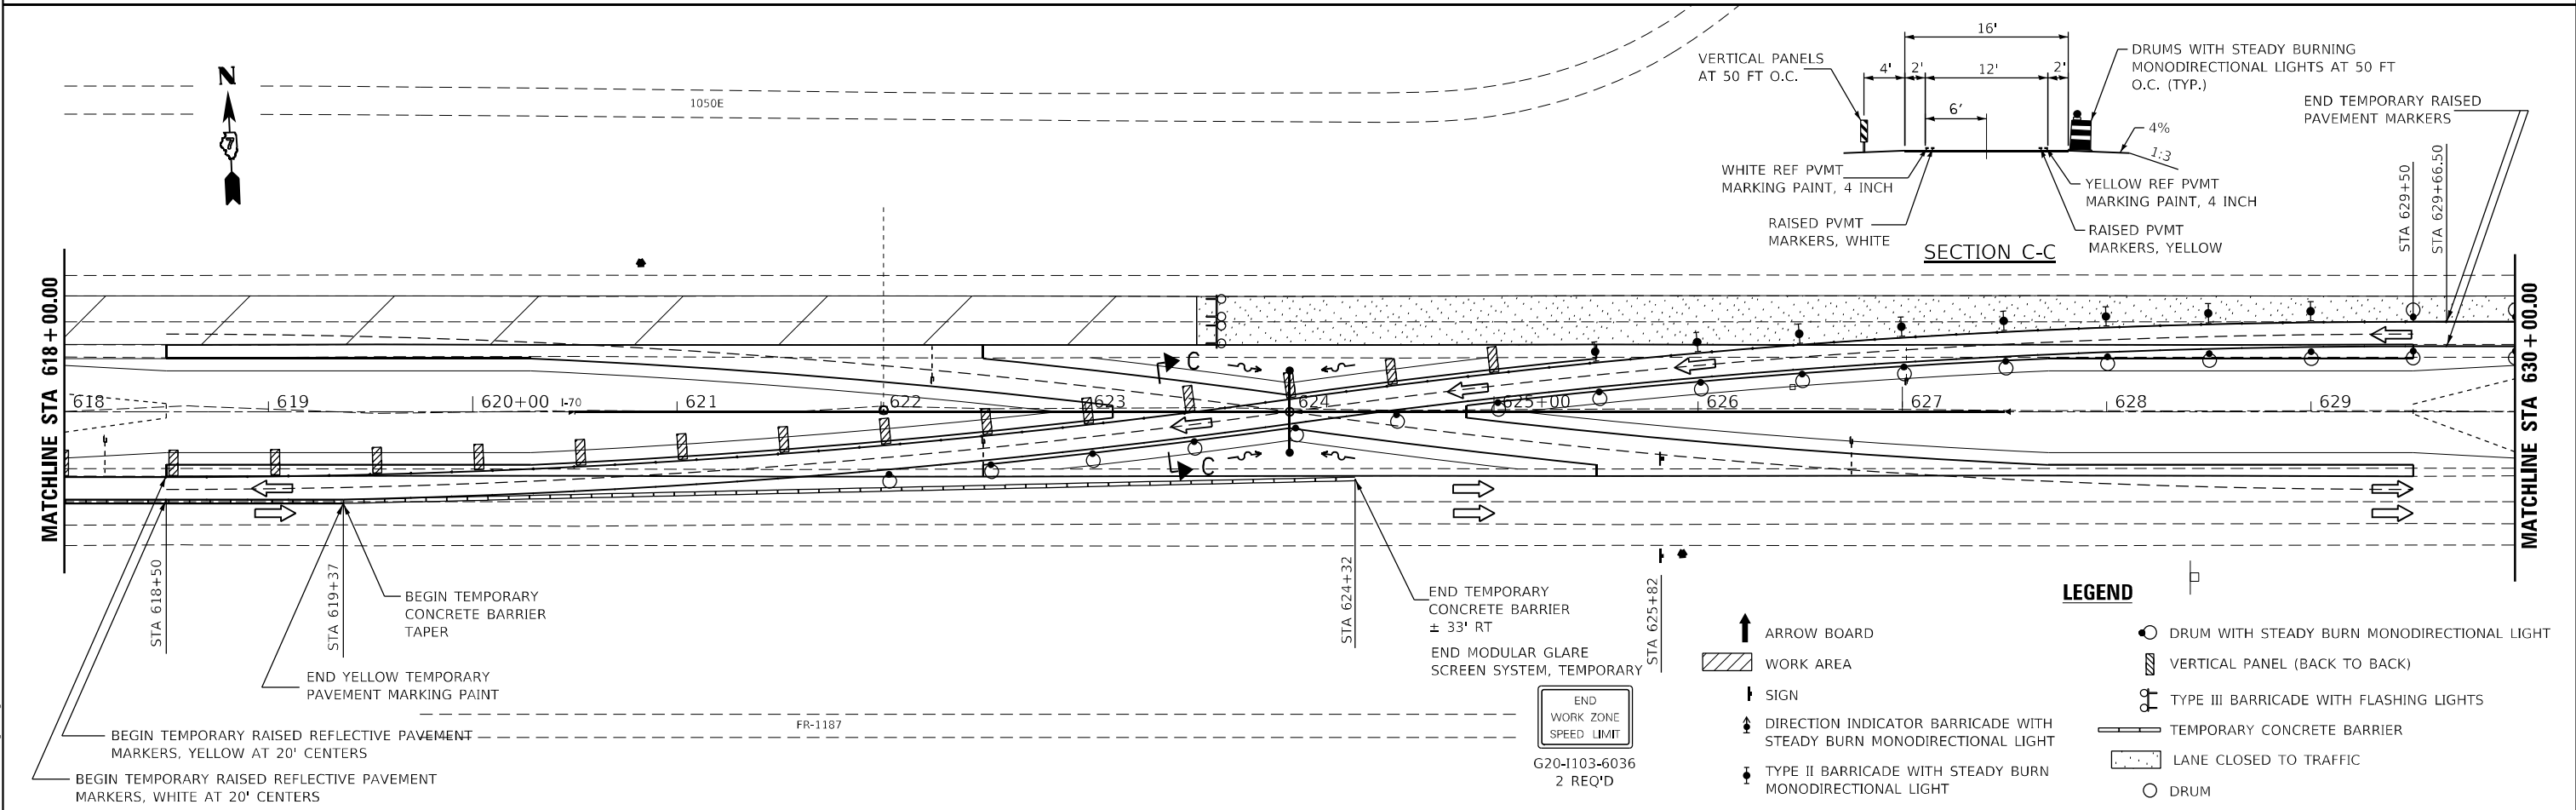 16'
VERTICAL PANELS
AT 50 FT O.C.
4'
2'
12'
2'
6'
DRUMS WITH STEADY BURNING
MONODIRECTIONAL LIGHTS AT 50 FT
O.C. (TYP.)
4%
1:3
WHITE REF PVMT
MARKING PAINT, 4 INCH
YELLOW REF PVMT
MARKING PAINT, 4 INCH
RAISED PVMT
MARKERS, WHITE
RAISED PVMT
MARKERS, YELLOW
SECTION C-C
END TEMPORARY RAISED
PAVEMENT MARKERS
STA 629+50
STA 629+66.50
N
7
1050E
MATCHLINE STA 618+00.00
MATCHLINE STA 630+00.00
C
C
618
619
620+00
I-70
621
622
623
624
625+00
626
627
628
629
STA 618+50
STA 619+37
STA 624+32
STA 625+82
BEGIN TEMPORARY
CONCRETE BARRIER
TAPER
END YELLOW TEMPORARY
PAVEMENT MARKING PAINT
BEGIN TEMPORARY RAISED REFLECTIVE PAVEMENT
MARKERS, YELLOW AT 20' CENTERS
BEGIN TEMPORARY RAISED REFLECTIVE PAVEMENT
MARKERS, WHITE AT 20' CENTERS
FR-1187
END TEMPORARY
CONCRETE BARRIER
± 33' RT
END MODULAR GLARE
SCREEN SYSTEM, TEMPORARY
END
WORK ZONE
SPEED LIMIT
G20-I103-6036
2 REQ'D
LEGEND
ARROW BOARD
WORK AREA
SIGN
DIRECTION INDICATOR BARRICADE WITH
STEADY BURN MONODIRECTIONAL LIGHT
TYPE II BARRICADE WITH STEADY BURN
MONODIRECTIONAL LIGHT
DRUM WITH STEADY BURN MONODIRECTIONAL LIGHT
VERTICAL PANEL (BACK TO BACK)
TYPE III BARRICADE WITH FLASHING LIGHTS
TEMPORARY CONCRETE BARRIER
LANE CLOSED TO TRAFFIC
DRUM